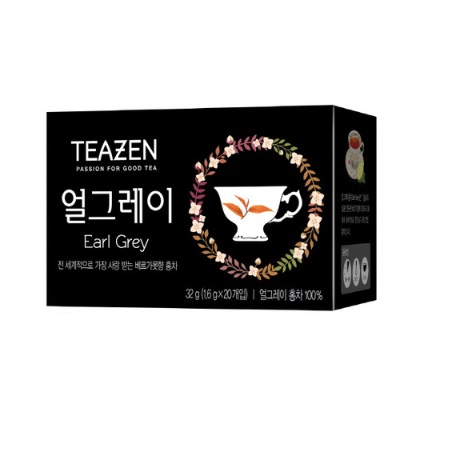 TEAZEN
PASSION FOR GOOD TEA
얼그레이
Earl Grey
전 세계적으로 가장 사랑 받는 베르가못향 홍차
32 g (1.6 g×20개입) | 얼그레이 홍차 100%